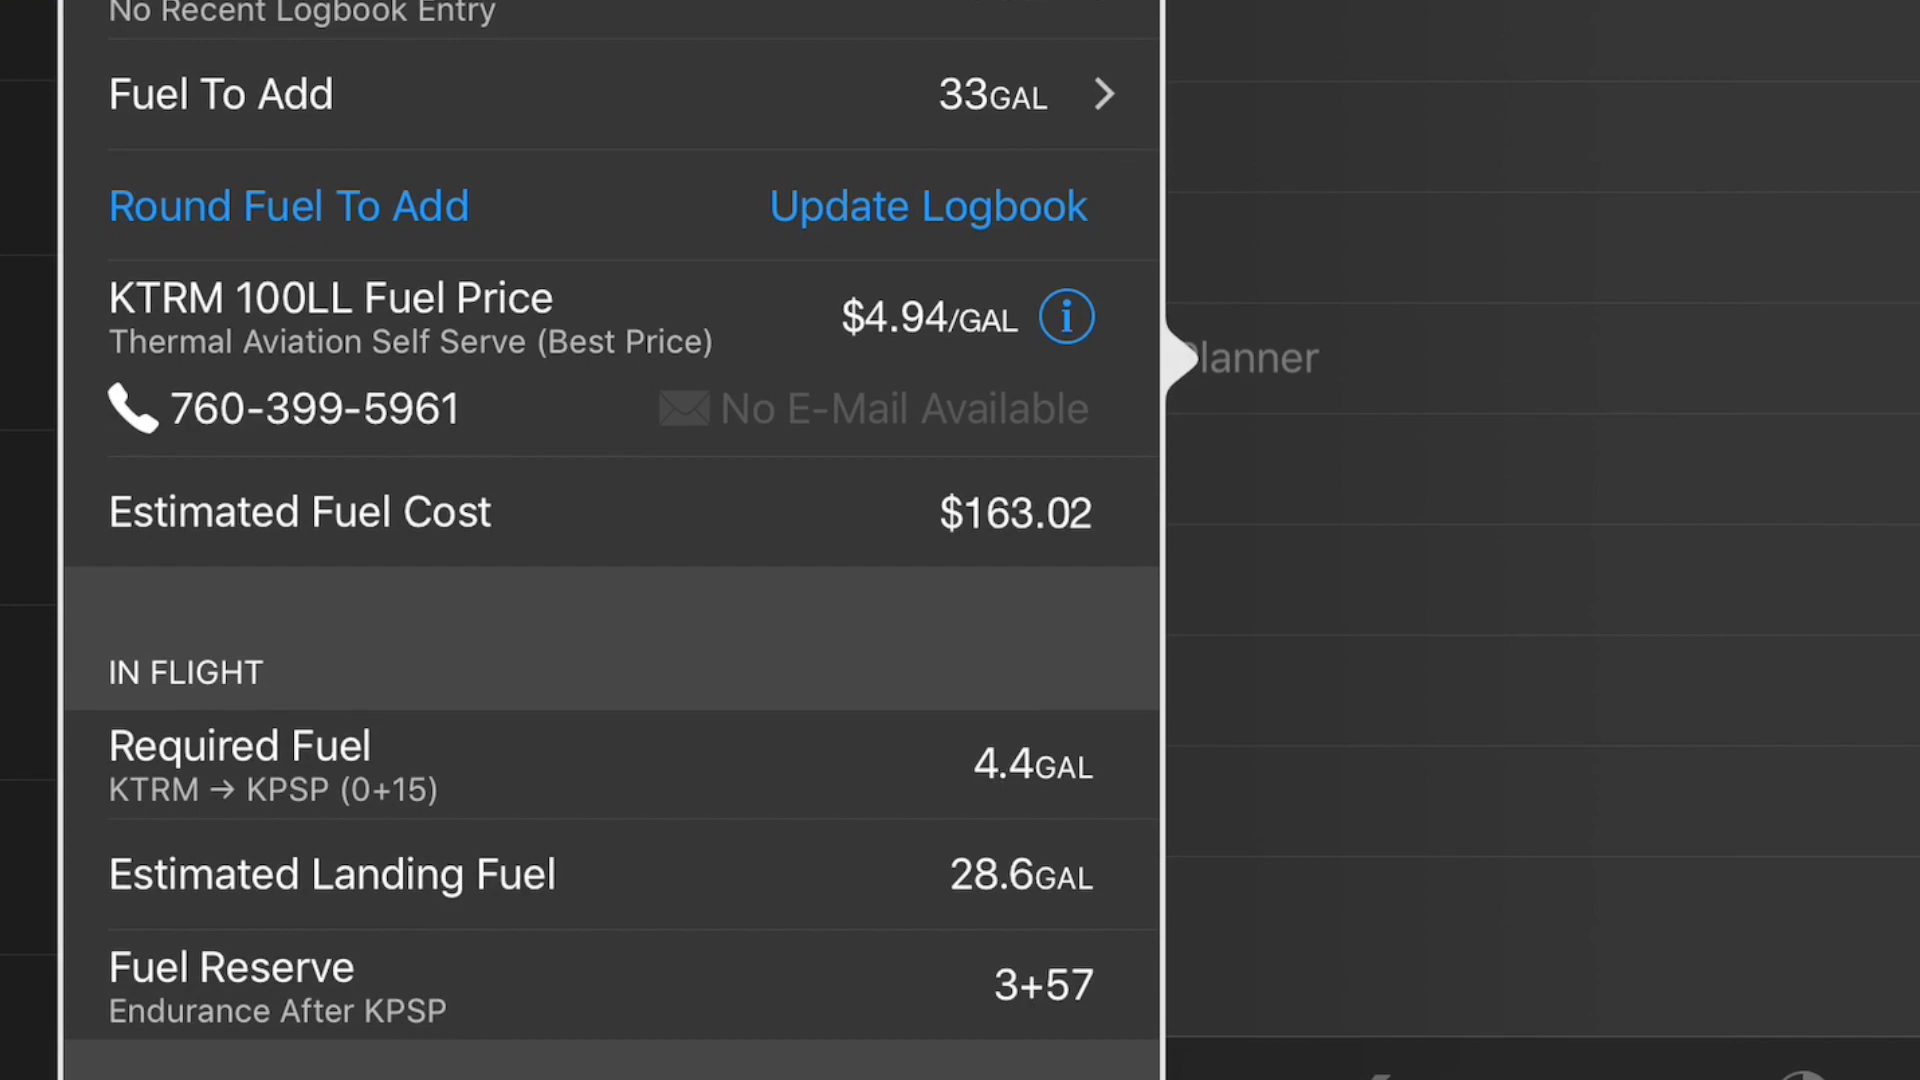 No Recent Logbook Entry
Fuel To Add 33GAL
Round Fuel To Add Update Logbook
KTRM 100LL Fuel Price $4.94/GAL
Thermal Aviation Self Serve (Best Price)
760-399-5961 No E-Mail Available
Estimated Fuel Cost $163.02
IN FLIGHT
Required Fuel 4.4GAL
KTRM → KPSP (0+15)
Estimated Landing Fuel 28.6GAL
Fuel Reserve 3+57
Endurance After KPSP
Planner